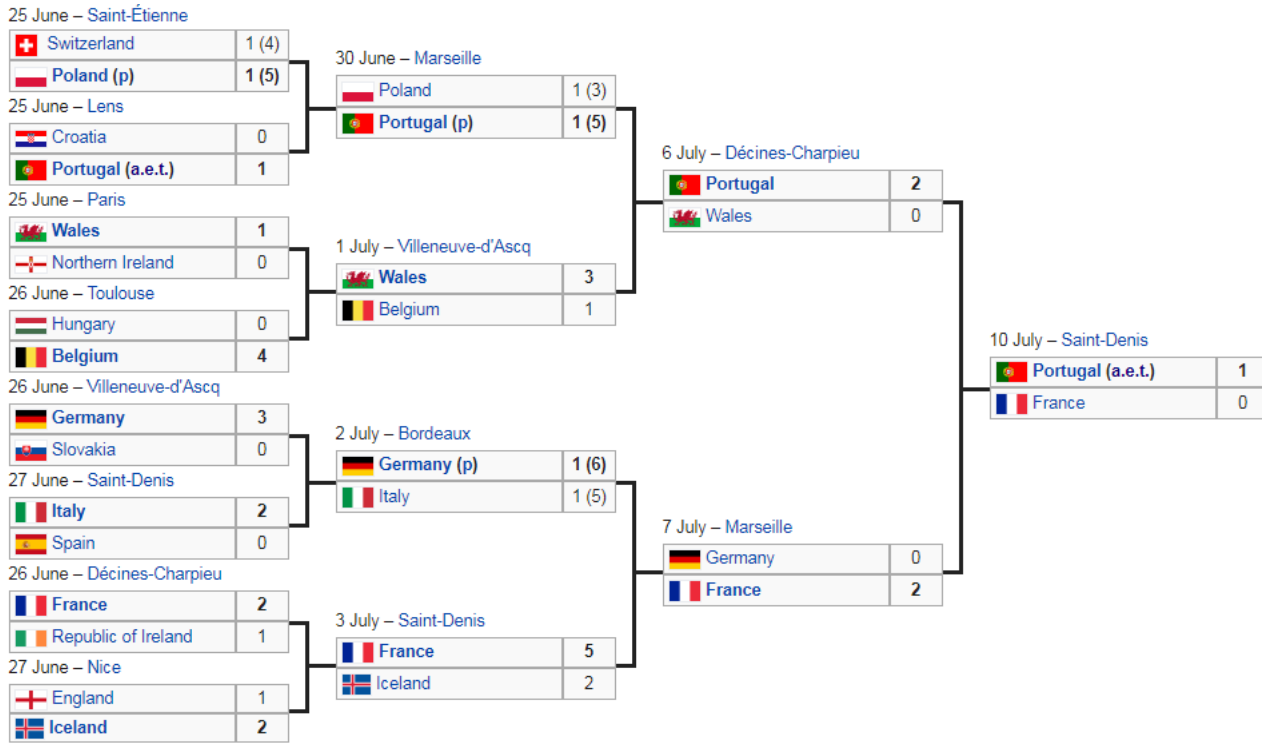 25 June – Saint-Étienne
Switzerland 1 (4)
Poland (p) 1 (5)
25 June – Lens
Croatia 0
Portugal (a.e.t.) 1
25 June – Paris
Wales 1
Northern Ireland 0
26 June – Toulouse
Hungary 0
Belgium 4
26 June – Villeneuve-d'Ascq
Germany 3
Slovakia 0
27 June – Saint-Denis
Italy 2
Spain 0
26 June – Décines-Charpieu
France 2
Republic of Ireland 1
27 June – Nice
England 1
Iceland 2
30 June – Marseille
Poland 1 (3)
Portugal (p) 1 (5)
1 July – Villeneuve-d'Ascq
Wales 3
Belgium 1
2 July – Bordeaux
Germany (p) 1 (6)
Italy 1 (5)
3 July – Saint-Denis
France 5
Iceland 2
6 July – Décines-Charpieu
Portugal 2
Wales 0
7 July – Marseille
Germany 0
France 2
10 July – Saint-Denis
Portugal (a.e.t.) 1
France 0